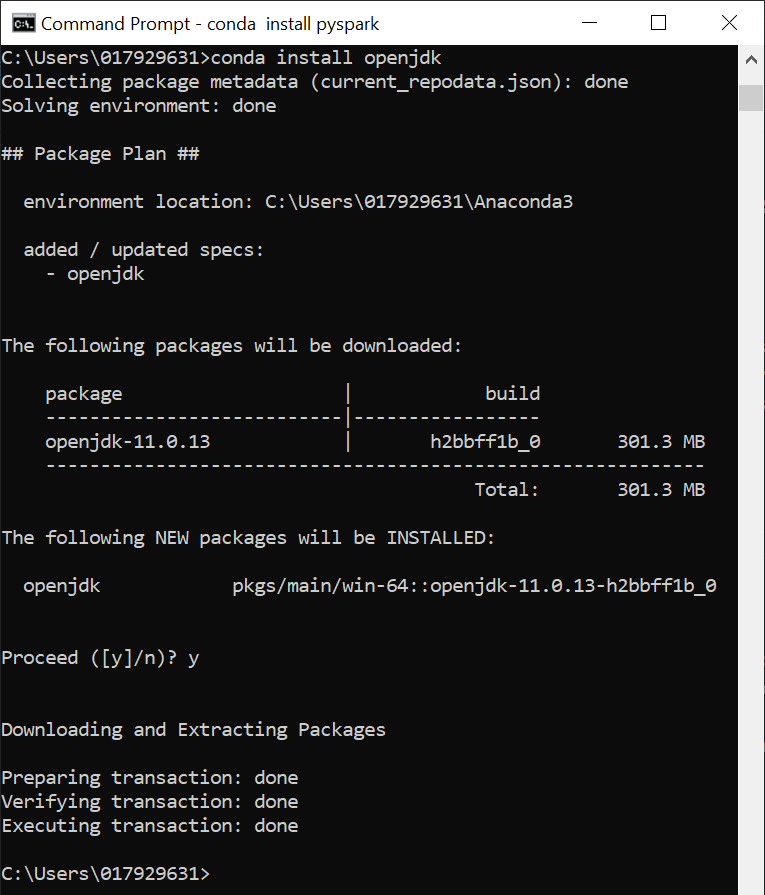 Command Prompt - conda  install pyspark
C:\Users\017929631>conda install openjdk
Collecting package metadata (current_repodata.json): done
Solving environment: done
## Package Plan ##
environment location: C:\Users\017929631\Anaconda3
added / updated specs:
- openjdk
The following packages will be downloaded:
package | build
---------------------------|-----------------
openjdk-11.0.13 | h2bbff1b_0 301.3 MB
------------------------------------------------------------
Total: 301.3 MB
The following NEW packages will be INSTALLED:
openjdk pkgs/main/win-64::openjdk-11.0.13-h2bbff1b_0
Proceed ([y]/n)? y
Downloading and Extracting Packages
Preparing transaction: done
Verifying transaction: done
Executing transaction: done
C:\Users\017929631>